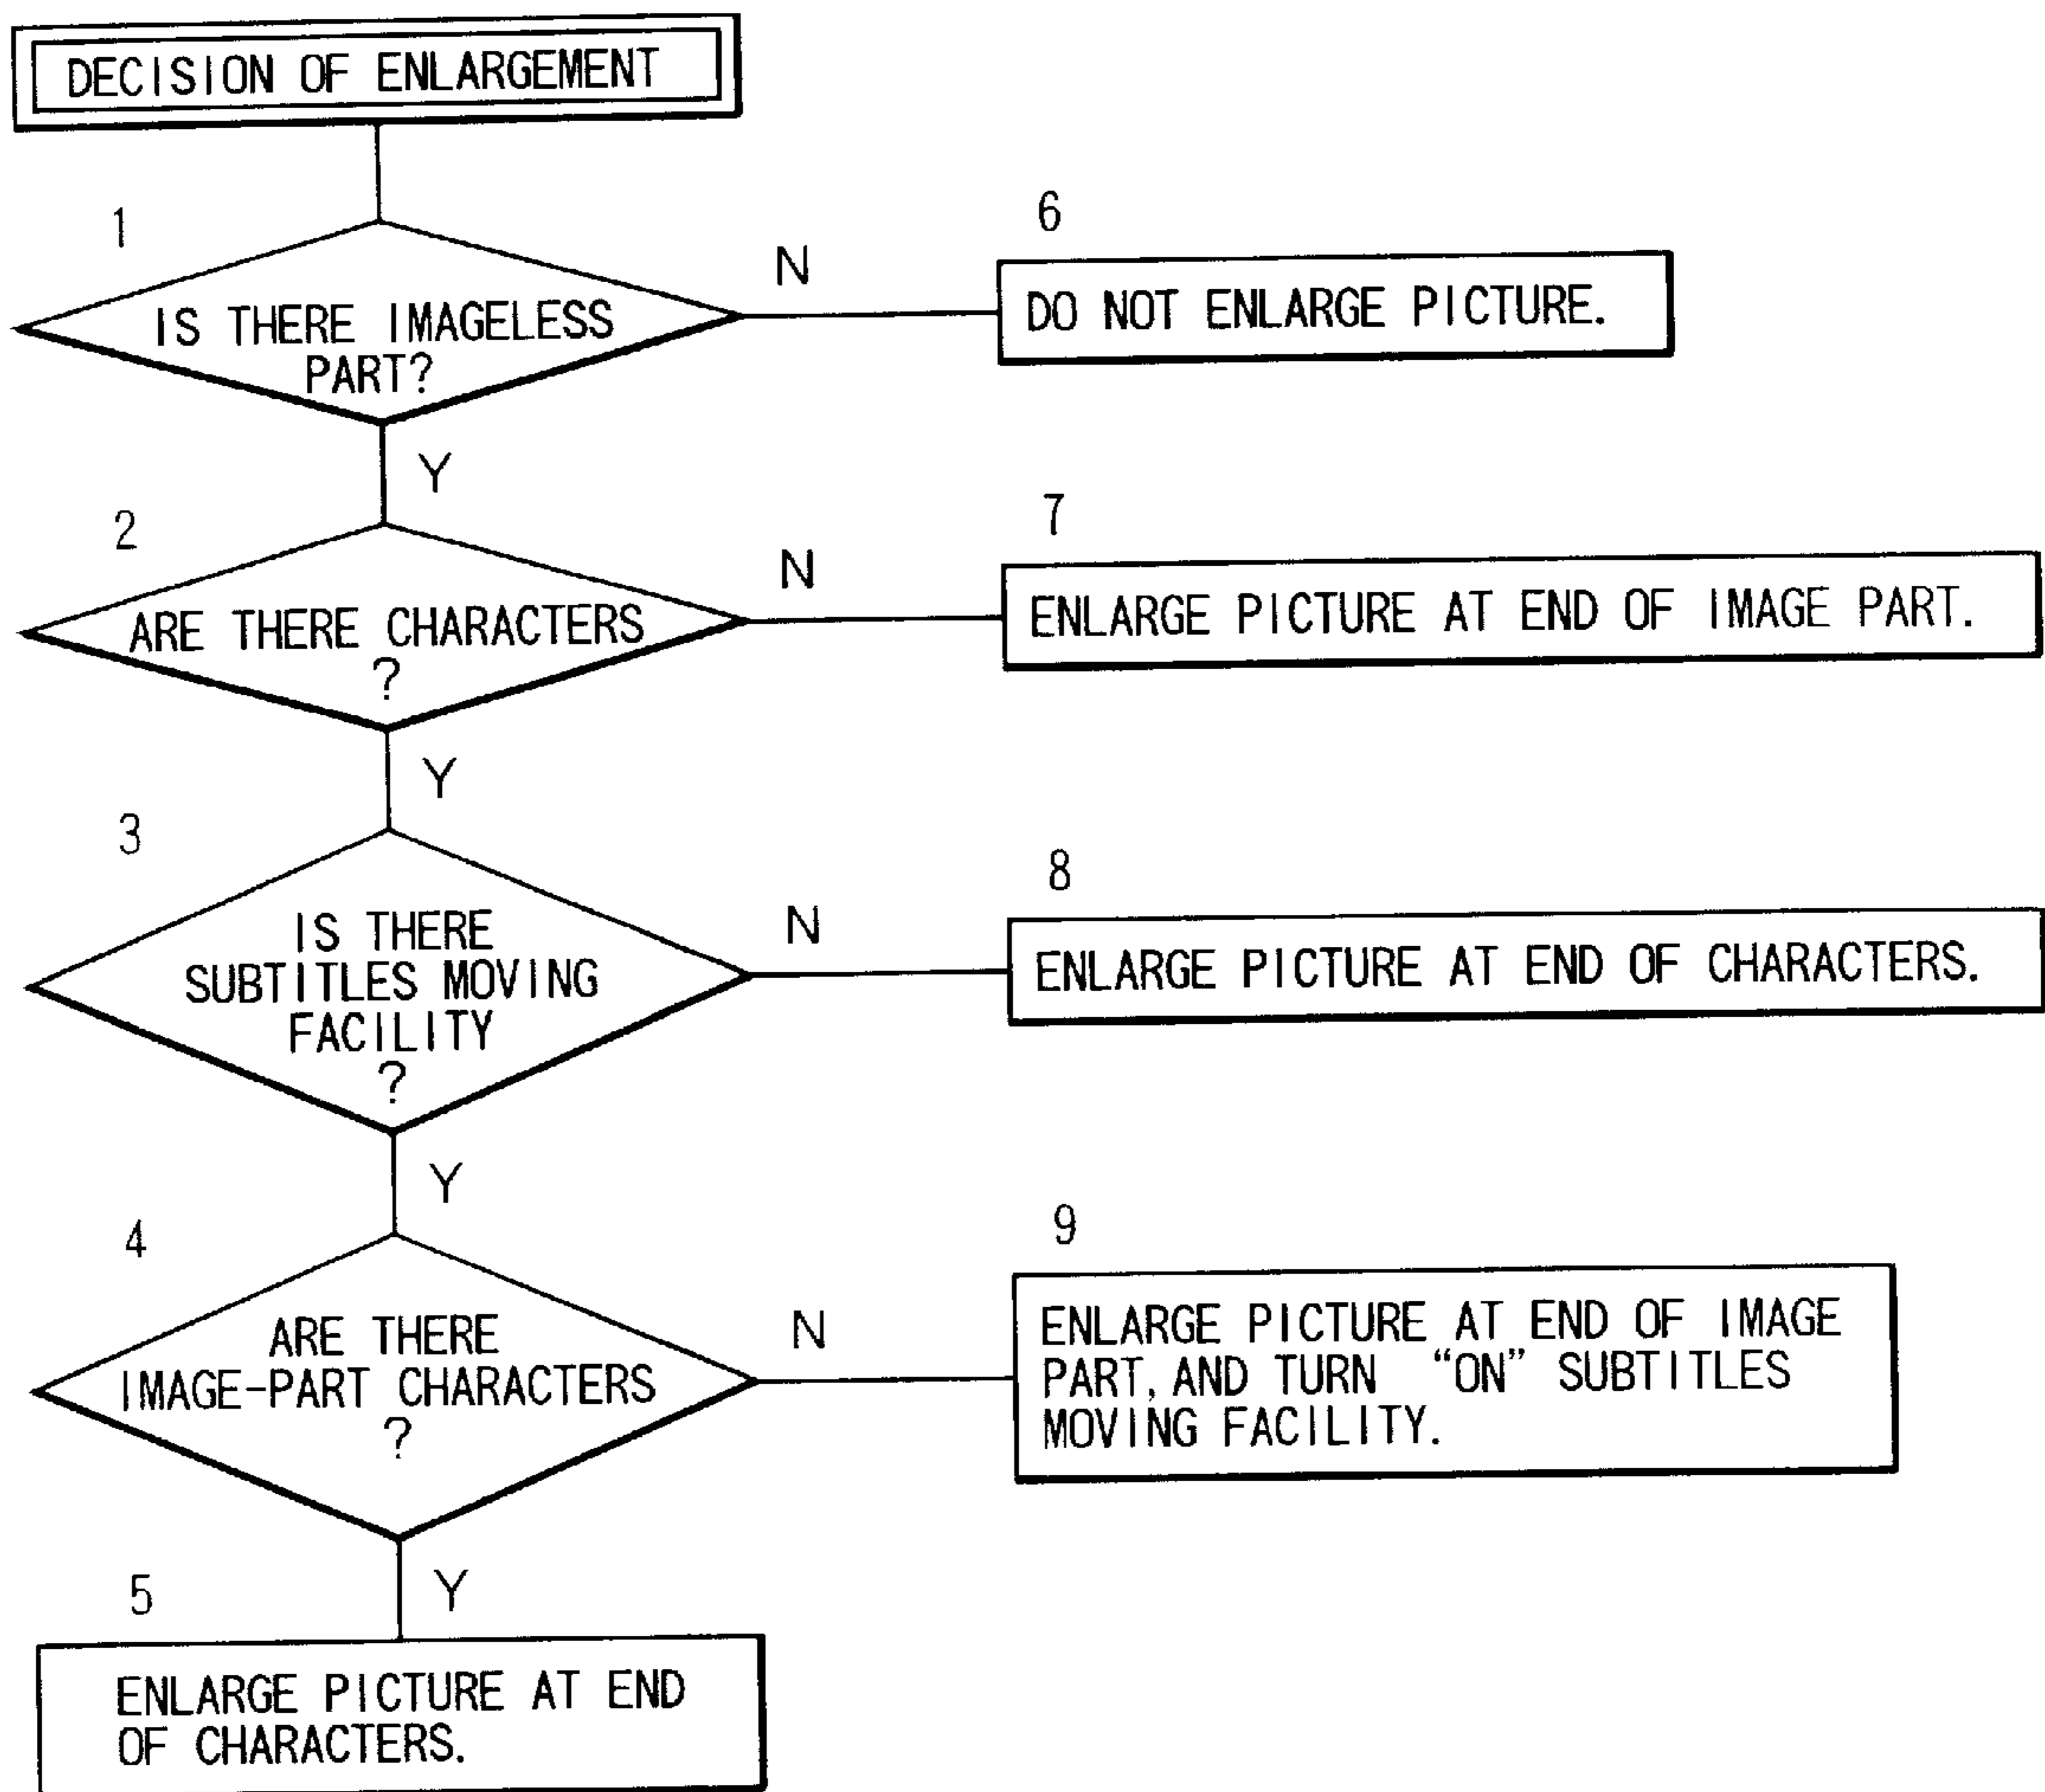 DECISION OF ENLARGEMENT
1
IS THERE IMAGELESS
PART?
N
6
DO NOT ENLARGE PICTURE.
Y
2
ARE THERE CHARACTERS
?
N
7
ENLARGE PICTURE AT END OF IMAGE PART.
Y
3
IS THERE
SUBTITLES MOVING
FACILITY
?
N
8
ENLARGE PICTURE AT END OF CHARACTERS.
Y
4
ARE THERE
IMAGE-PART CHARACTERS
?
N
9
ENLARGE PICTURE AT END OF IMAGE
PART, AND TURN “ON” SUBTITLES
MOVING FACILITY.
Y
5
ENLARGE PICTURE AT END
OF CHARACTERS.